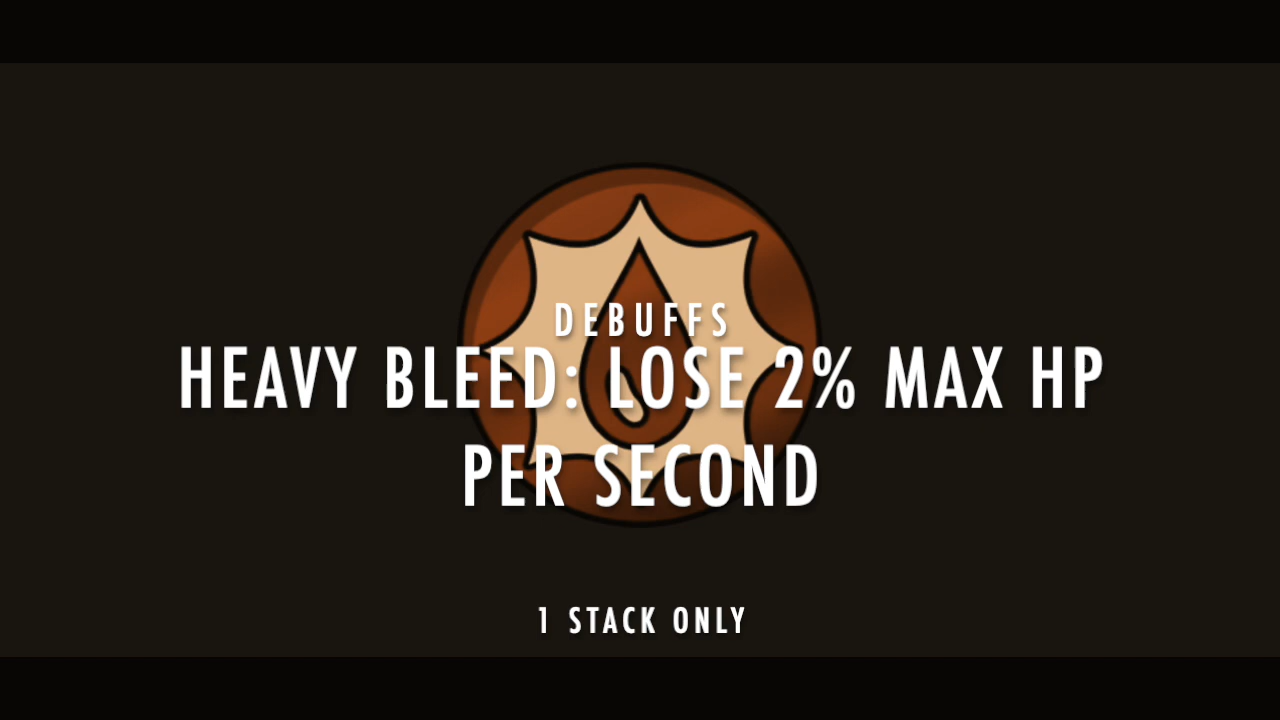 DEBUFFS
HEAVY BLEED: LOSE 2% MAX HP
PER SECOND
1 STACK ONLY